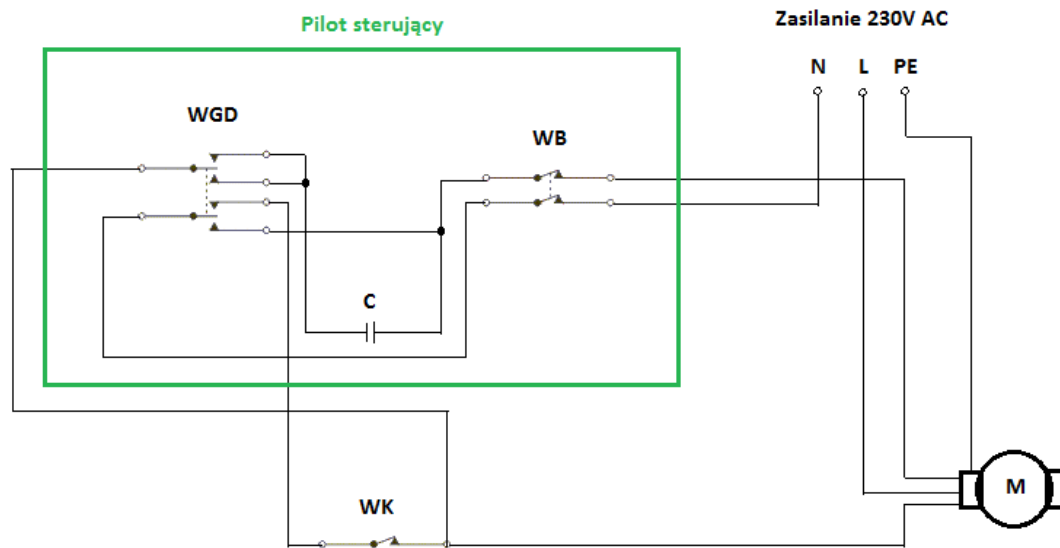 Pilot sterujący
Zasilanie 230V AC
N L PE
WGD
WB
C
WK
M